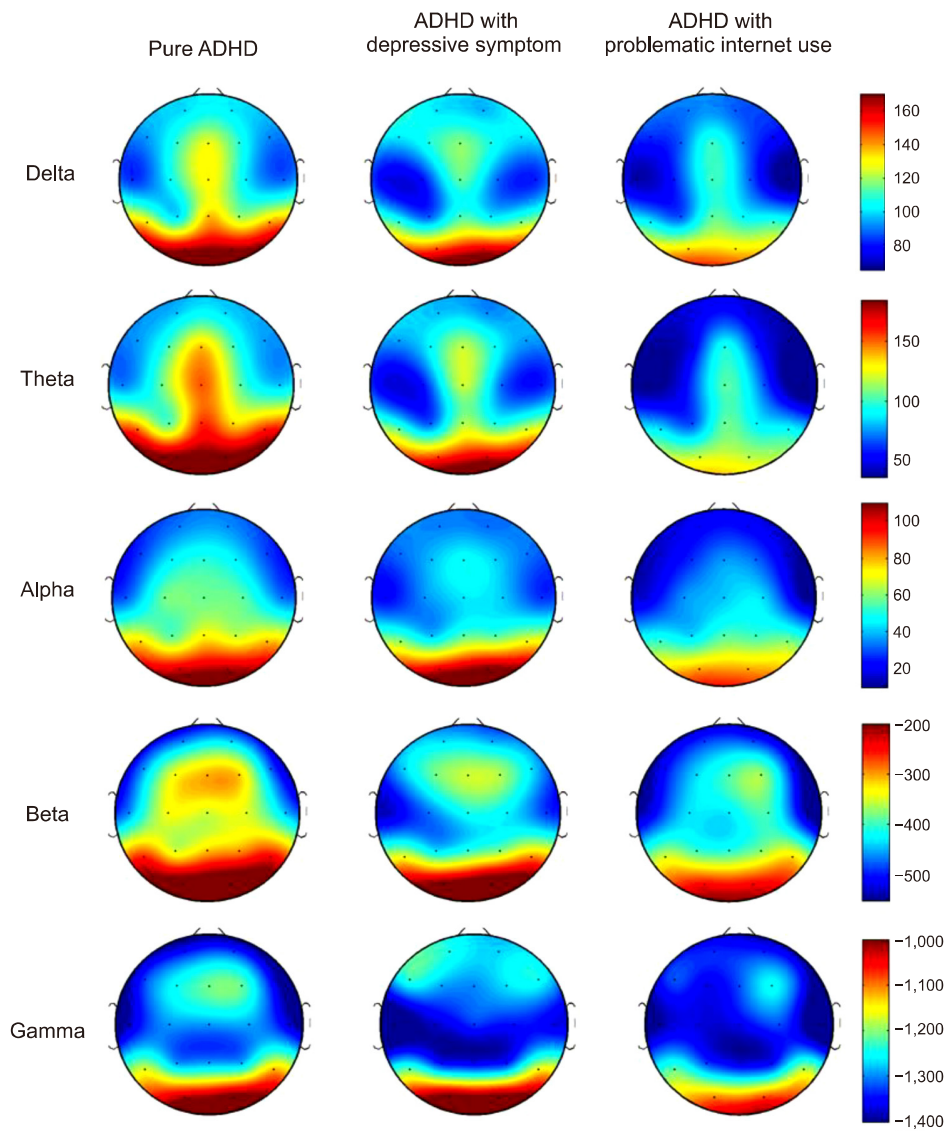 Pure ADHD
ADHD with
depressive symptom
ADHD with
problematic internet use
Delta
160
140
120
100
80
Theta
150
100
50
Alpha
100
80
60
40
20
Beta
−200
−300
−400
−500
Gamma
−1,000
−1,100
−1,200
−1,300
−1,400